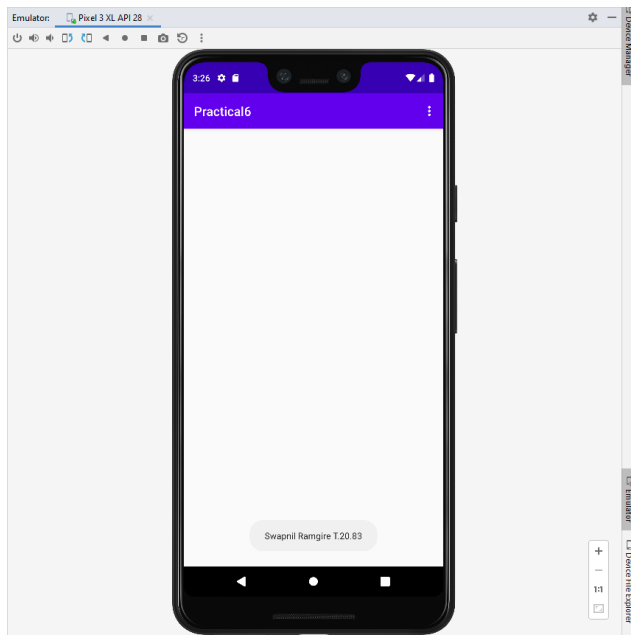 Emulator: Pixel 3 XL API 28
Device Manager
3:26
Practical6
Swapnil Ramgire T.20.83
Emulator
1:1
Device File Explorer